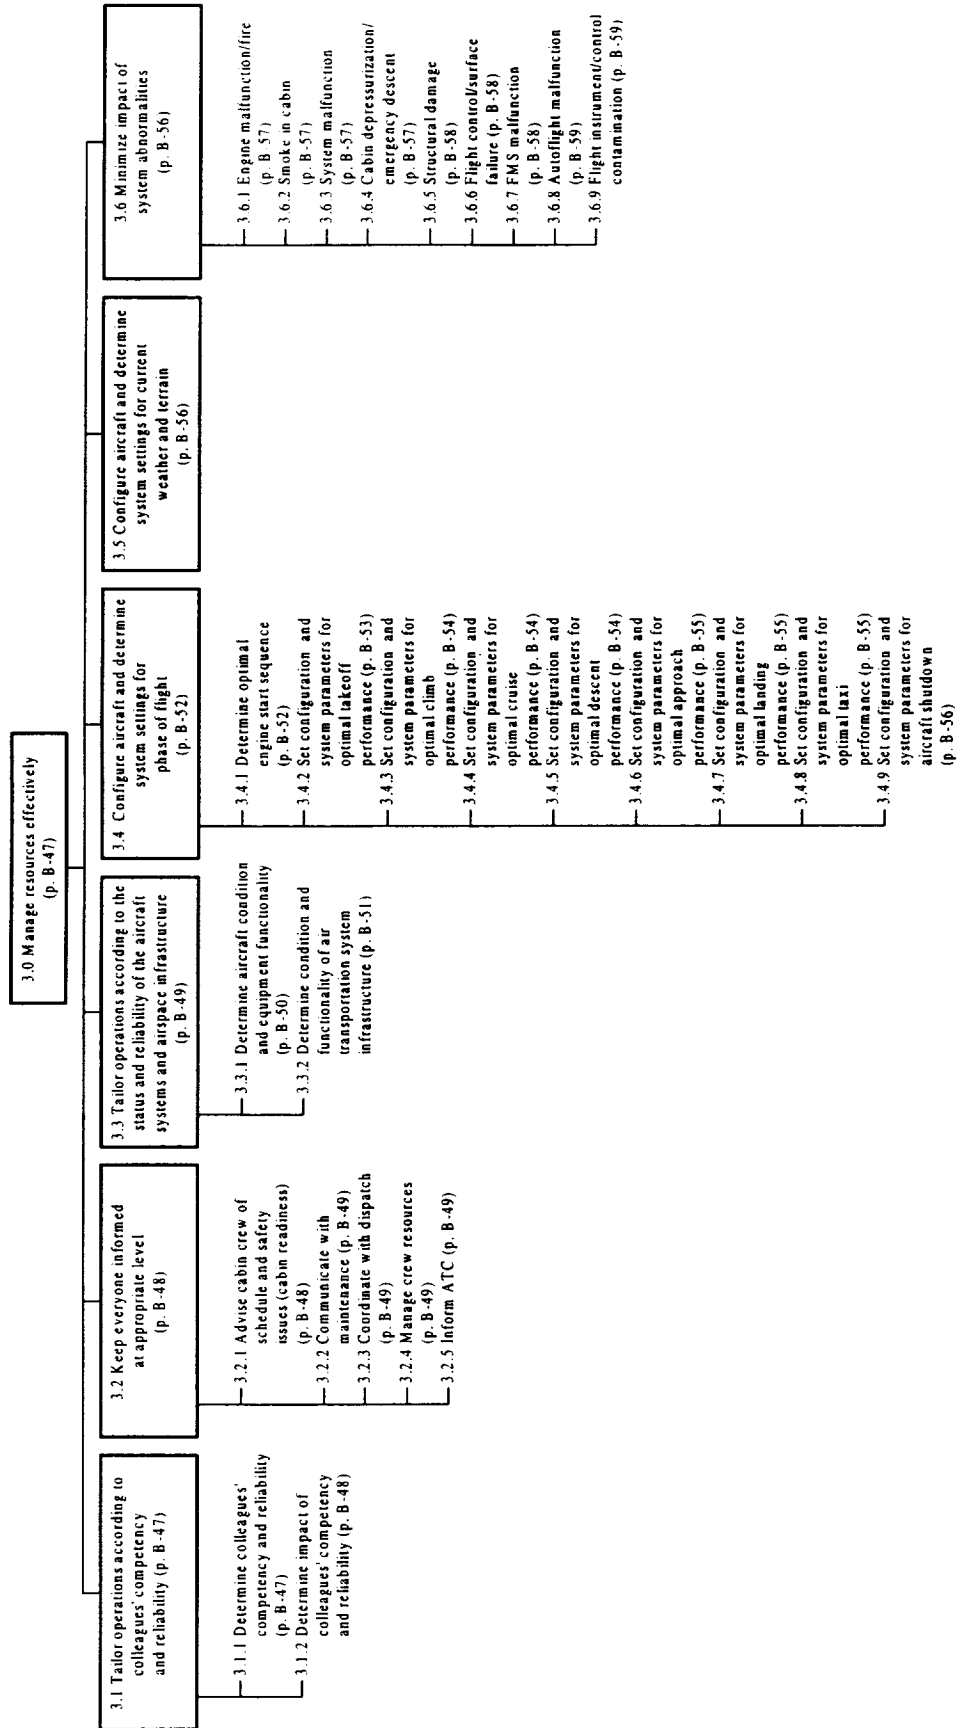 3.0 Manage resources effectively
(p. B-47)
3.1 Tailor operations according to
colleagues' competency
and reliability (p. B-47)
3.1.1 Determine colleagues'
competency and reliability
(p. B-47)
3.1.2 Determine impact of
colleagues' competency
and reliability (p. B-48)
3.2 Keep everyone informed
at appropriate level
(p. B-48)
3.2.1 Advise cabin crew of
schedule and safety
issues (cabin readiness)
(p. B-48)
3.2.2 Communicate with
maintenance (p. B-49)
3.2.3 Coordinate with dispatch
(p. B-49)
3.2.4 Manage crew resources
(p. B-49)
3.2.5 Inform ATC (p. B-49)
3.3 Tailor operations according to the
status and reliability of the aircraft
systems and airspace infrastructure
(p. B-49)
3.3.1 Determine aircraft condition
and equipment functionality
(p. B-50)
3.3.2 Determine condition and
functionality of air
transportation system
infrastructure (p. B-51)
3.4 Configure aircraft and determine
system settings for
phase of flight
(p. B-52)
3.4.1 Determine optimal
engine start sequence
(p. B-52)
3.4.2 Set configuration and
system parameters for
optimal takeoff
performance (p. B-53)
3.4.3 Set configuration and
system parameters for
optimal climb
performance (p. B-54)
3.4.4 Set configuration and
system parameters for
optimal cruise
performance (p. B-54)
3.4.5 Set configuration and
system parameters for
optimal descent
performance (p. B-54)
3.4.6 Set configuration and
system parameters for
optimal approach
performance (p. B-55)
3.4.7 Set configuration and
system parameters for
optimal landing
performance (p. B-55)
3.4.8 Set configuration and
system parameters for
optimal taxi
performance (p. B-55)
3.4.9 Set configuration and
system parameters for
aircraft shutdown
(p. B-56)
3.5 Configure aircraft and determine
system settings for current
weather and terrain
(p. B-56)
3.6 Minimize impact of
system abnormalities
(p. B-56)
3.6.1 Engine malfunction/fire
(p. B-57)
3.6.2 Smoke in cabin
(p. B-57)
3.6.3 System malfunction
(p. B-57)
3.6.4 Cabin depressurization/
emergency descent
(p. B-57)
3.6.5 Structural damage
(p. B-58)
3.6.6 Flight control/surface
failure (p. B-58)
3.6.7 FMS malfunction
(p. B-58)
3.6.8 Autoflight malfunction
(p. B-59)
3.6.9 Flight instrument/control
contamination (p. B-59)